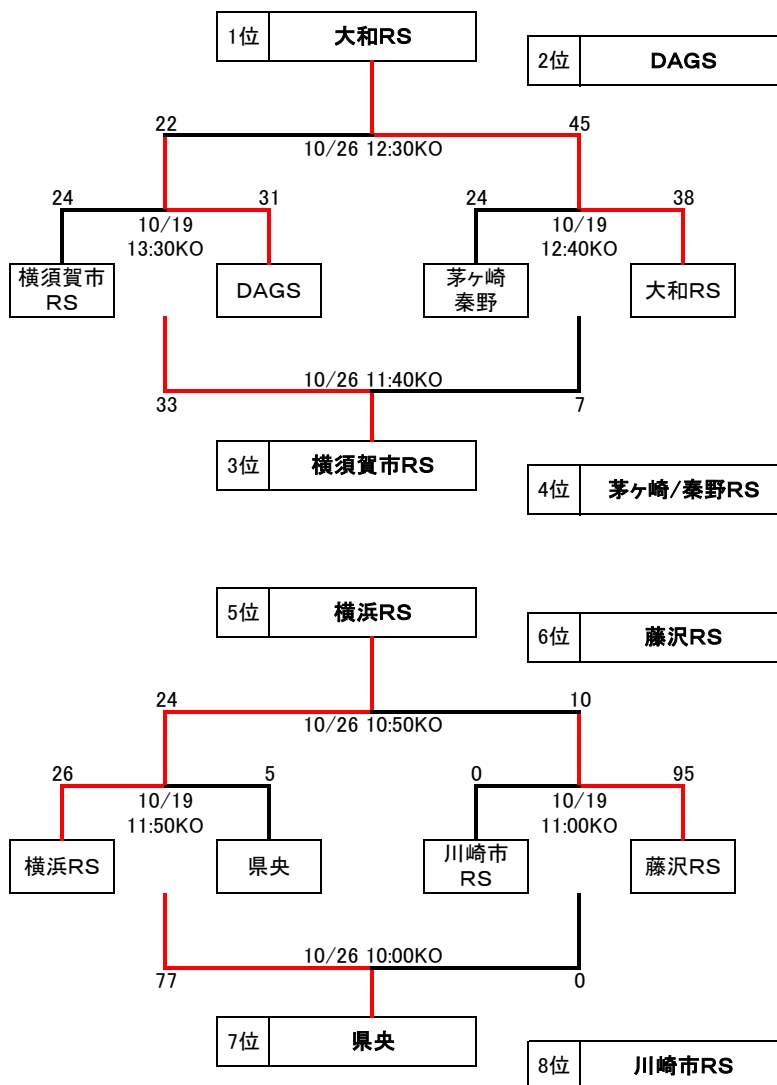 1位 大和RS
2位 DAGS
22 45
10/26 12:30KO
24 31 24 38
10/19 10/19
13:30KO 12:40KO
横須賀市 DAGS 茅ヶ崎 大和RS
RS 秦野
10/26 11:40KO
33 7
3位 横須賀市RS
4位 茅ヶ崎/秦野RS
5位 横浜RS
6位 藤沢RS
24 10
10/26 10:50KO
26 5 0 95
10/19 10/19
11:50KO 11:00KO
横浜RS 県央 川崎市 藤沢RS
RS
10/26 10:00KO
77 0
7位 県央
8位 川崎市RS